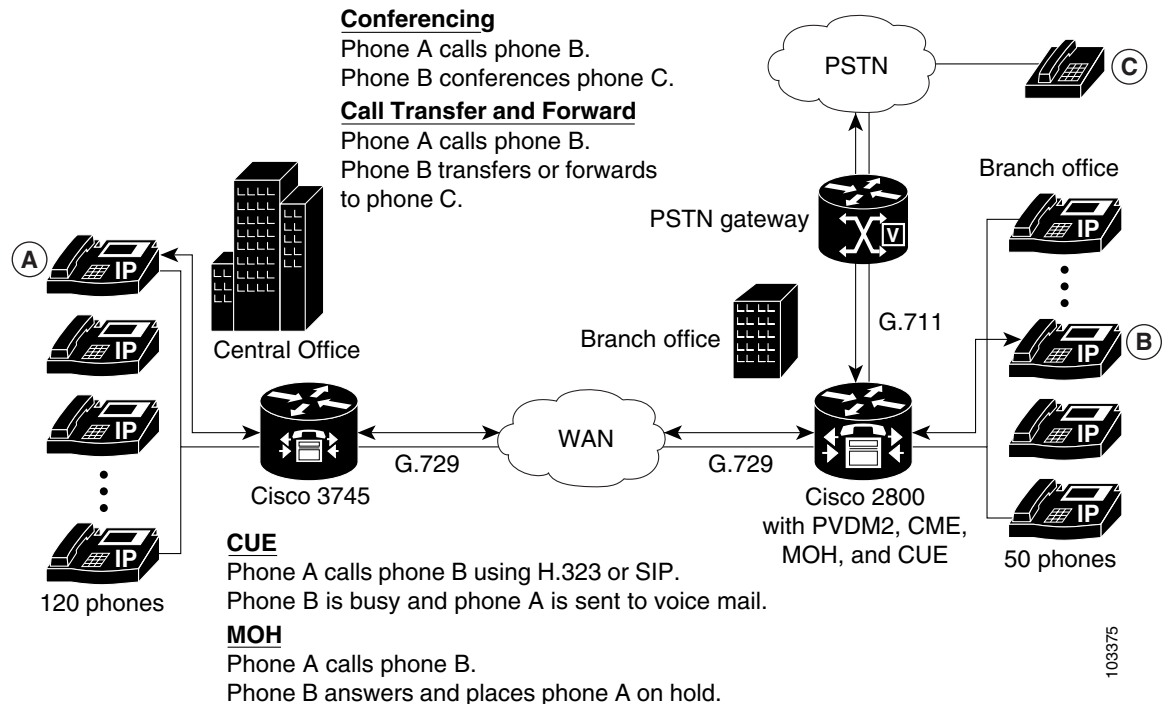 Conferencing
Phone A calls phone B.
Phone B conferences phone C.
Call Transfer and Forward
Phone A calls phone B.
Phone B transfers or forwards
to phone C.
PSTN
C
Branch office
PSTN gateway
V
IP
A
IP
Central Office
Branch office
G.711
IP
B
IP
IP
WAN
IP
G.729
G.729
Cisco 3745
Cisco 2800
with PVDM2, CME,
MOH, and CUE
IP
IP
120 phones
50 phones
CUE
Phone A calls phone B using H.323 or SIP.
Phone B is busy and phone A is sent to voice mail.
MOH
Phone A calls phone B.
Phone B answers and places phone A on hold.
103375